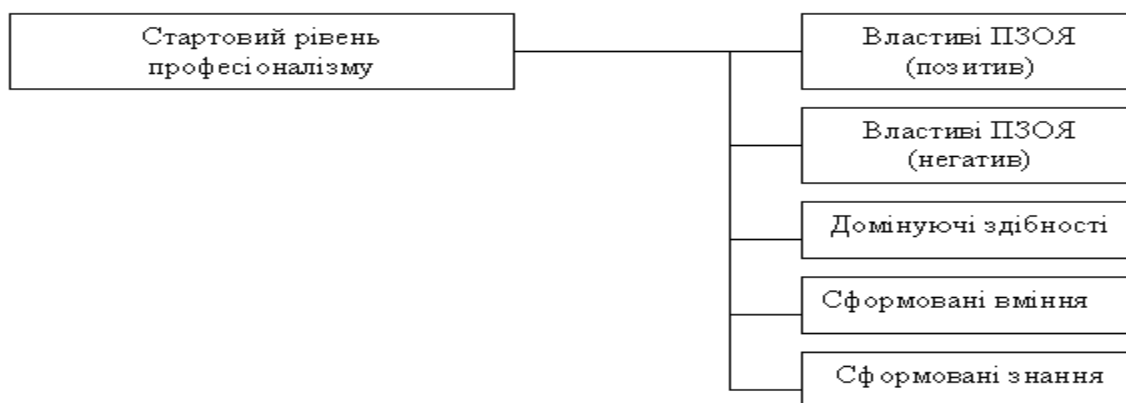 Стартовий рівень
професіоналізму
Властиві ПЗОЯ
(позитив)
Властиві ПЗОЯ
(негатив)
Домінуючі здібності
Сформовані вміння
Сформовані знання